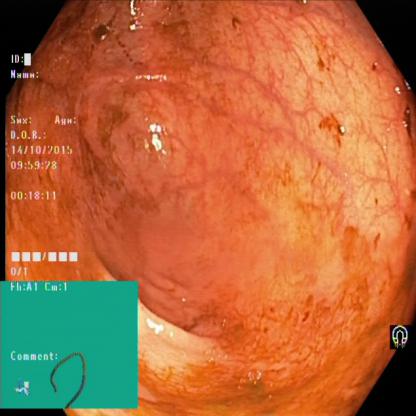 ID:
Name:
Sex: Age:
D.O.B.:
14/10/2015
09:59:28
00:18:11
■■■/■■■
0/1
Eh:A1 Cm:1
Comment: